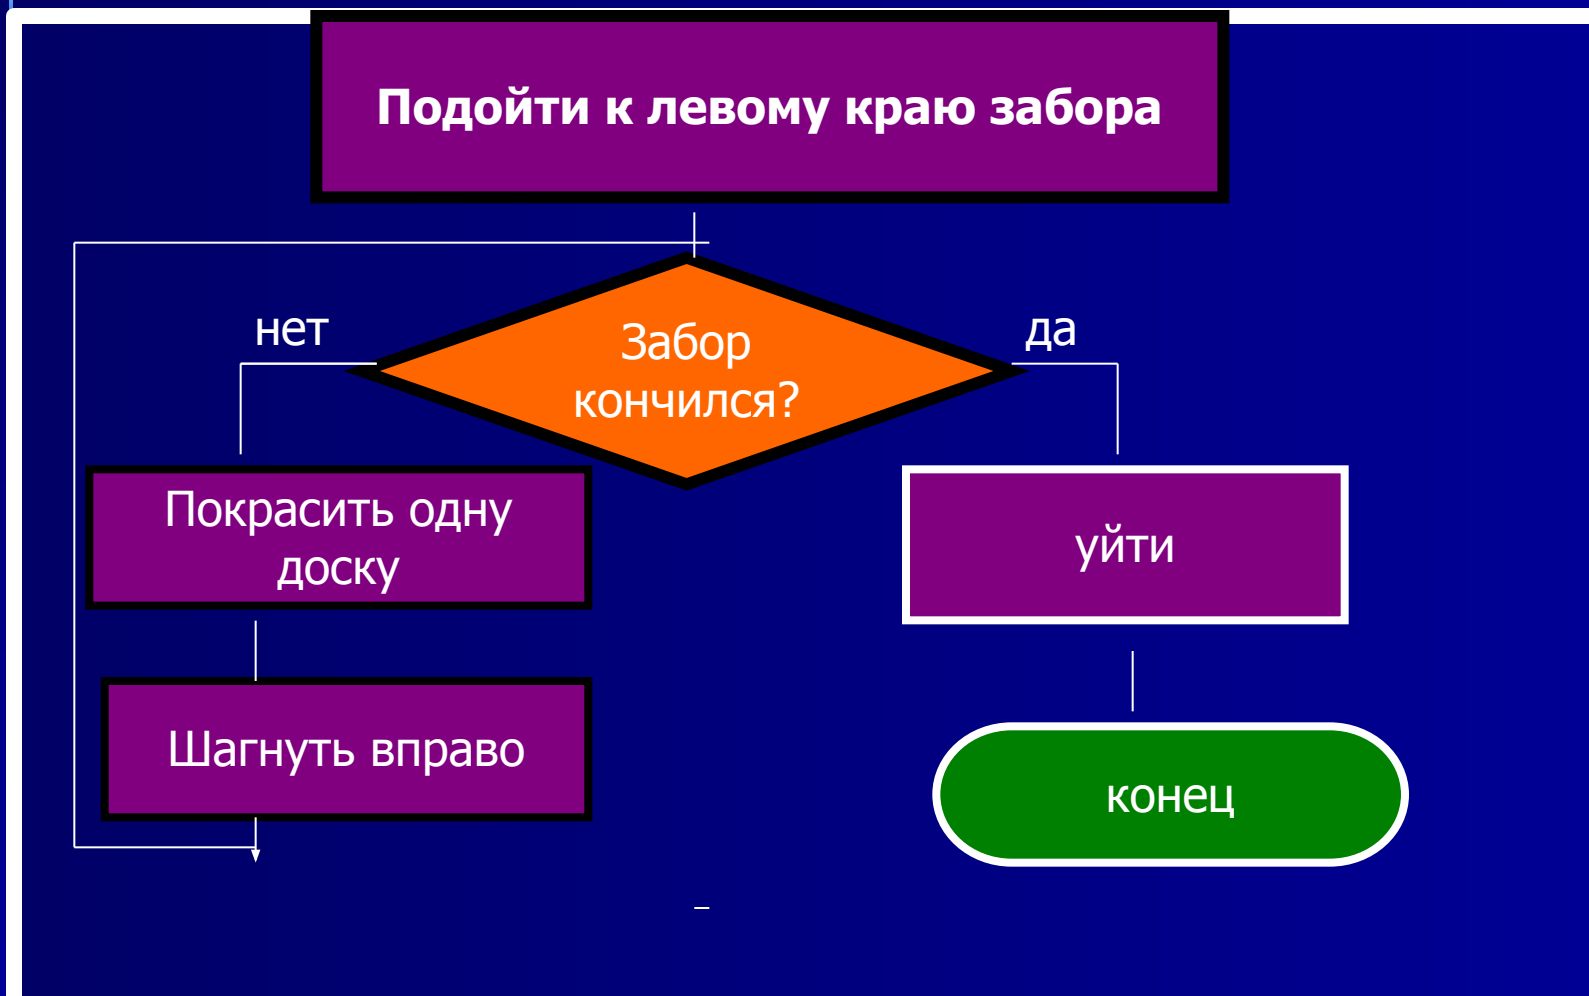 Подойти к левому краю забора
нет
Забор
кончился?
да
Покрасить одну
доску
уйти
Шагнуть вправо
конец